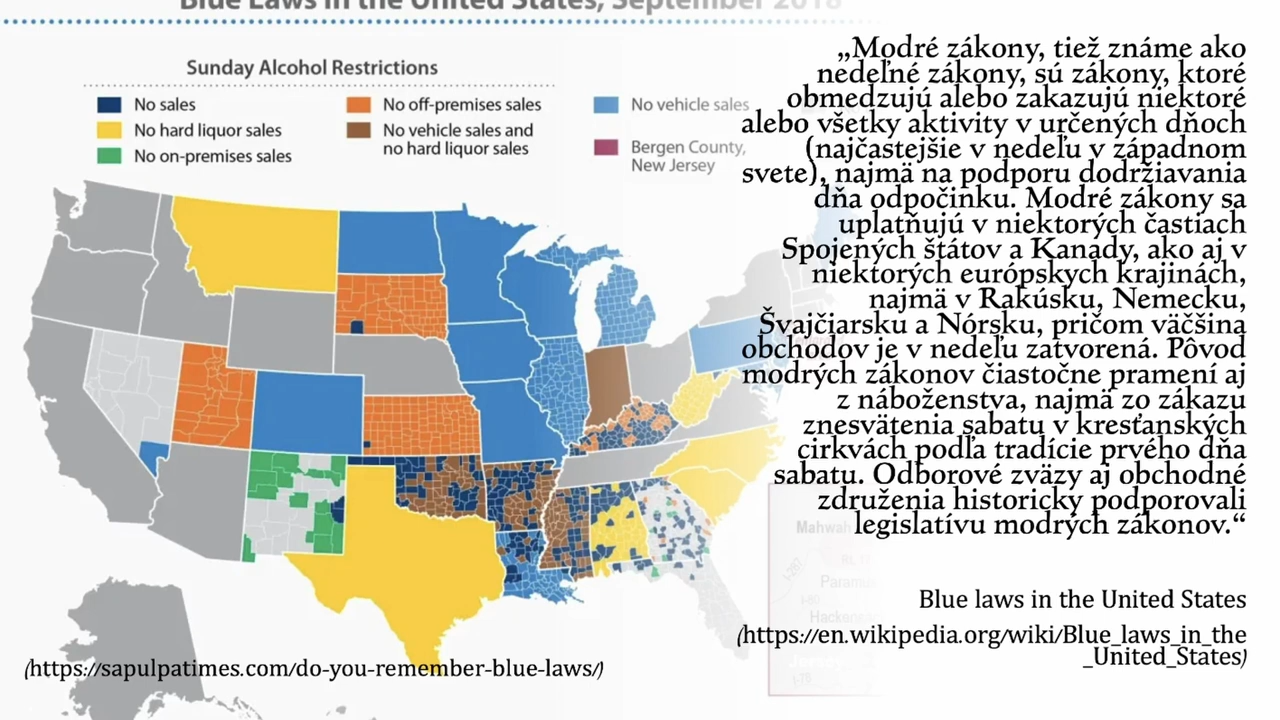 Blue Laws in the United States, September 2018
Sunday Alcohol Restrictions
No sales
No hard liquor sales
No on-premises sales
No off-premises sales
No vehicle sales and
no hard liquor sales
No vehicle sales
Bergen County,
New Jersey
„Modré zákony, tiež známe ako
nedeľné zákony, sú zákony, ktoré
obmedzujú alebo zakazujú niektoré
alebo všetky aktivity v určených dňoch
(najčastejšie v nedeľu v západnom
svete), najmä na podporu dodržiavania
dňa odpočinku. Modré zákony sa
uplatňujú v niektorých častiach
Spojených štátov a Kanady, ako aj v
niektorých európskych krajinách,
najmä v Rakúsku, Nemecku,
Švajčiarsku a Nórsku, pričom väčšina
obchodov je v nedeľu zatvorená. Pôvod
modrých zákonov čiastočne pramení aj
z náboženstva, najmä zo zákazu
znesvätenia sabatu v kresťanských
cirkvách podľa tradície prvého dňa
sabatu. Odborové zväzy aj obchodné
združenia historicky podporovali
legislatívu modrých zákonov.“
Mahwah
I-287
Paramus
I-80
Hackensack
Blue laws in the United States
(https://en.wikipedia.org/wiki/Blue_laws_in_the
_United_States)
(https://sapulpatimes.com/do-you-remember-blue-laws/)